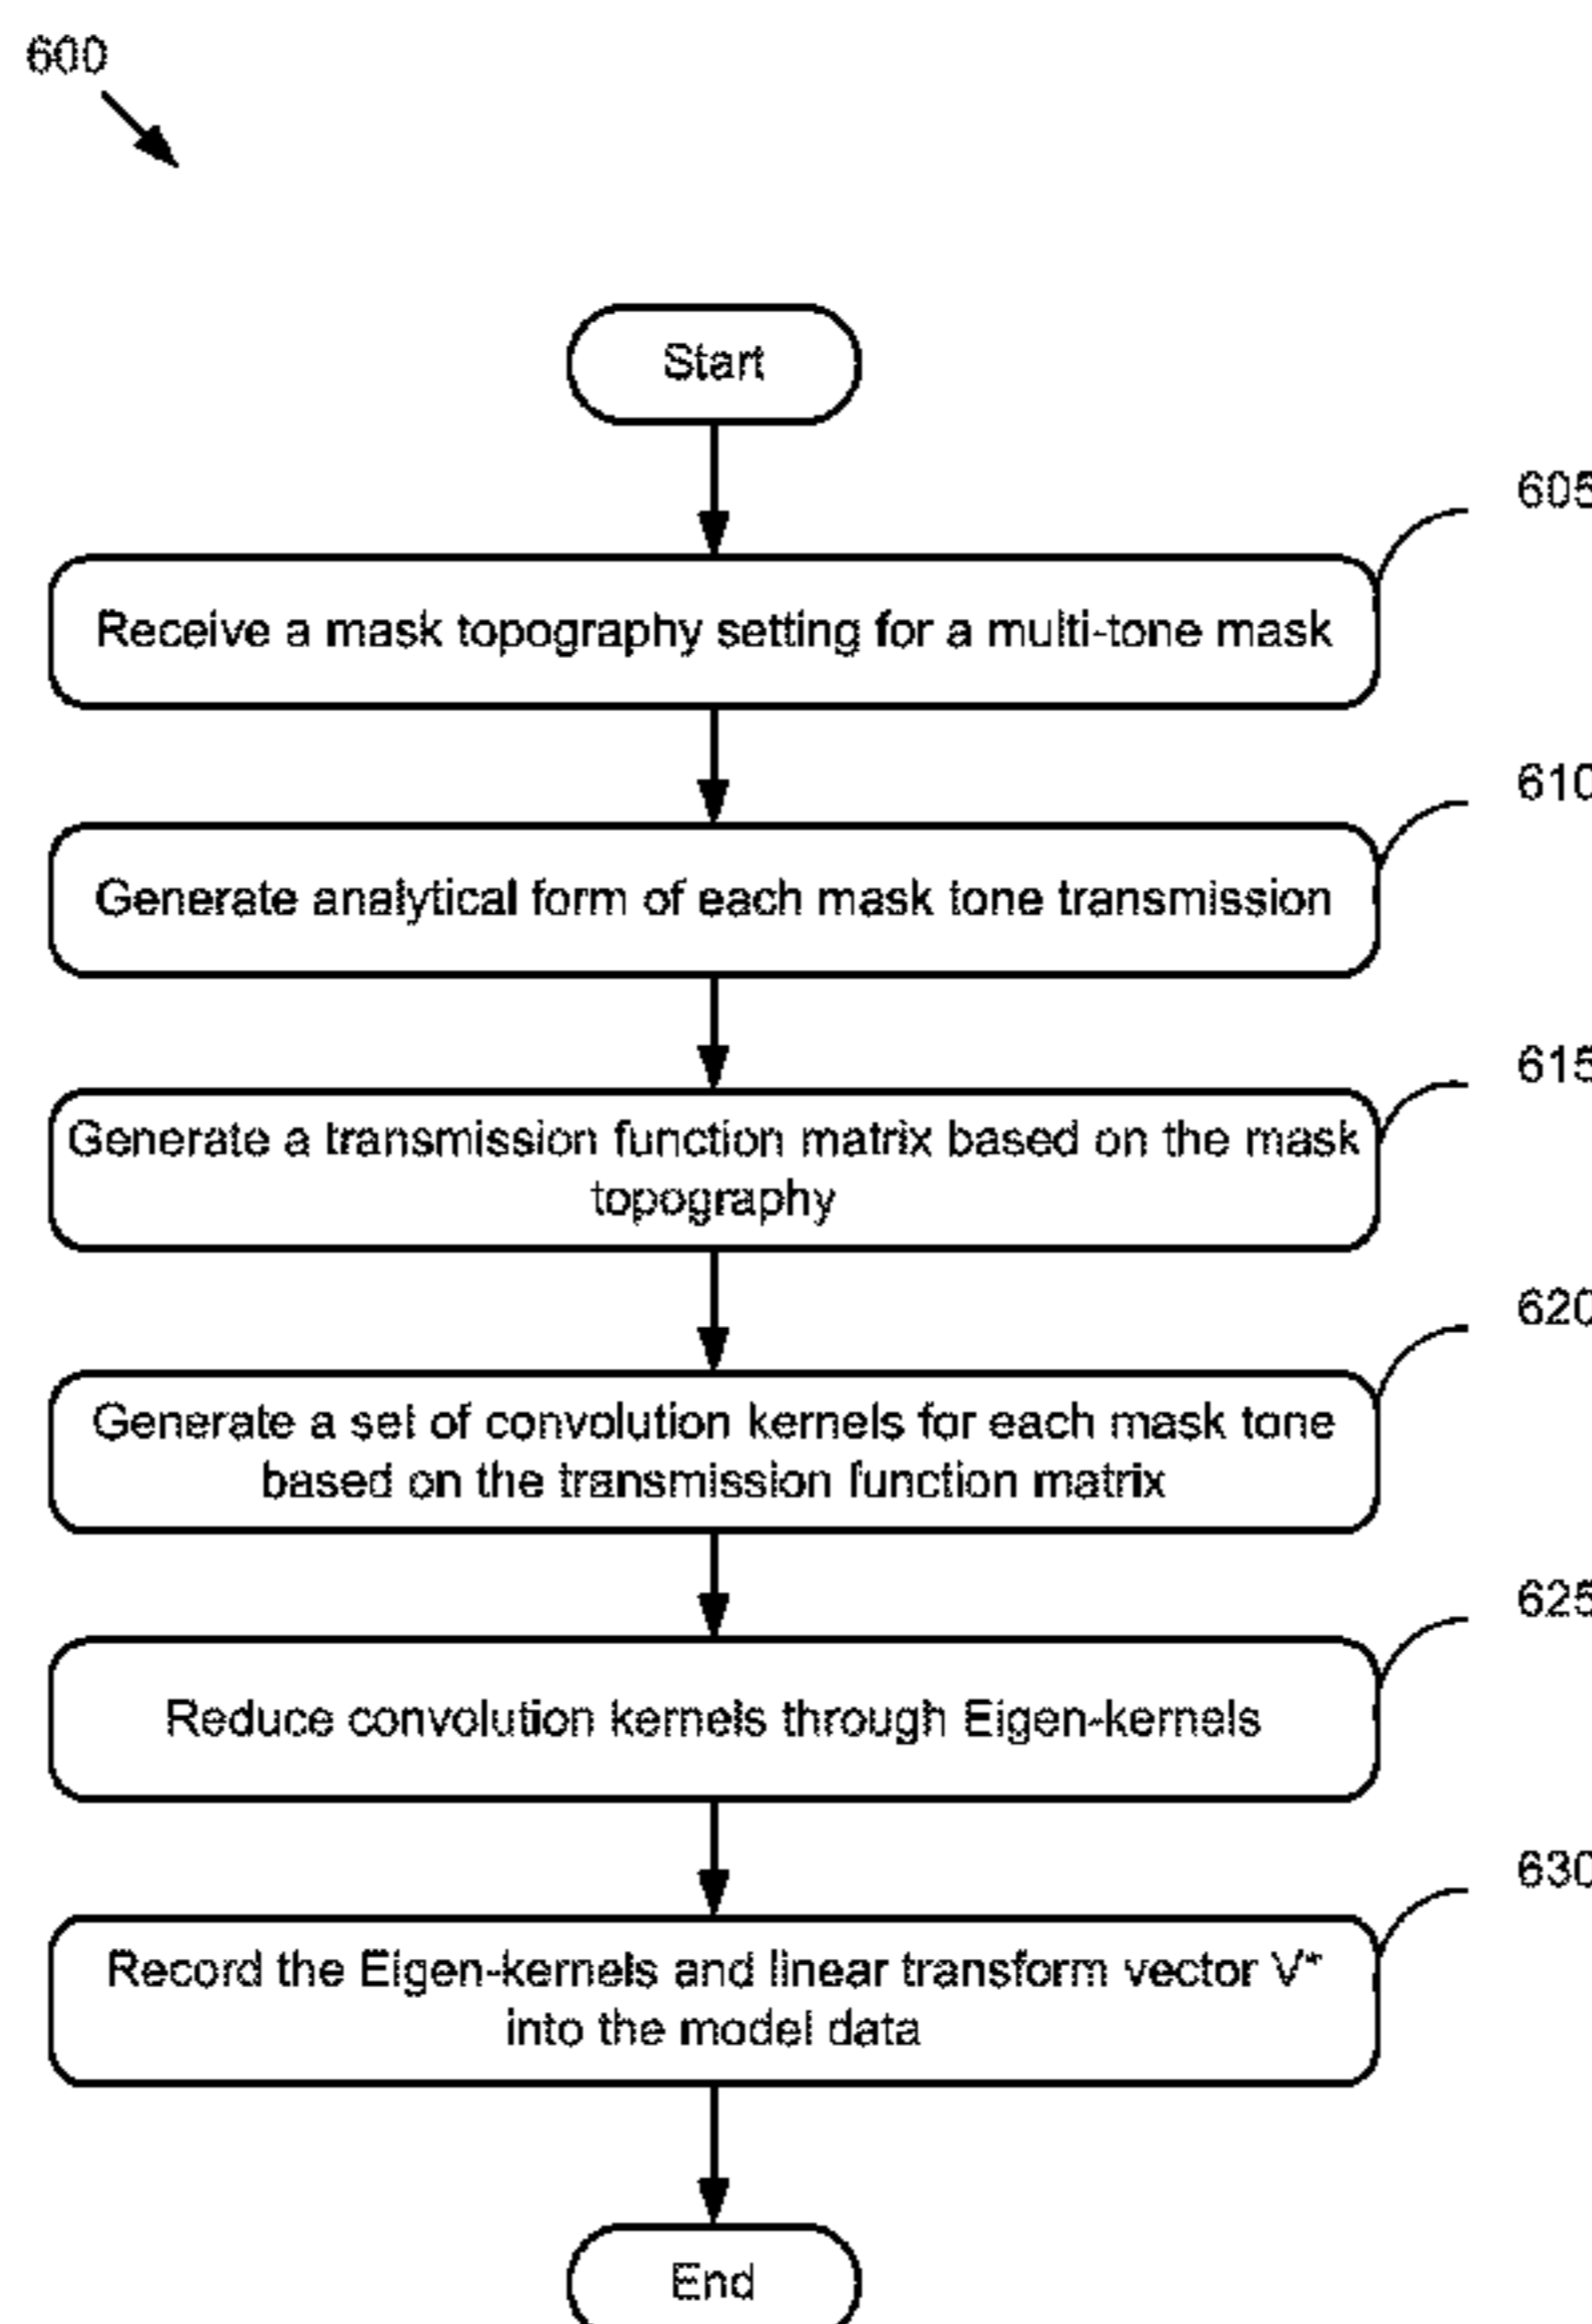 600
Start
605
Receive a mask topography setting for a multi-tone mask
610
Generate analytical form of each mask tone transmission
615
Generate a transmission function matrix based on the mask
topography
620
Generate a set of convolution kernels for each mask tone
based on the transmission function matrix
625
Reduce convolution kernels through Eigen-kernels
630
Record the Eigen-kernels and linear transform vector V*
into the model data
End